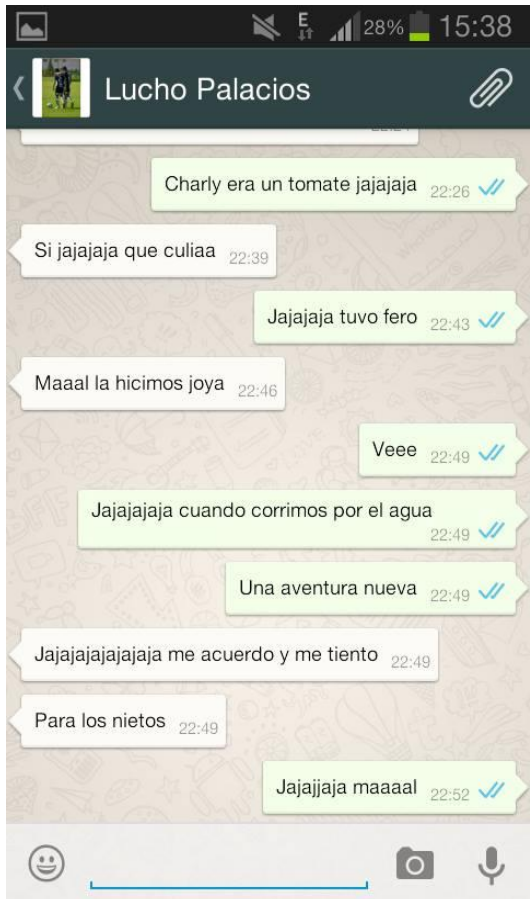 E 28% 15:38
Lucho Palacios
Charly era un tomate jajajaja 22:26
Si jajajaja que culiaa 22:39
Jajajaja tuvo fero 22:43
Maaal la hicimos joya 22:46
Veee 22:49
Jajajajaja cuando corrimos por el agua
22:49
Una aventura nueva 22:49
Jajajajajajajaja me acuerdo y me tiento 22:49
Para los nietos 22:49
Jajajjaja maaaal 22:52